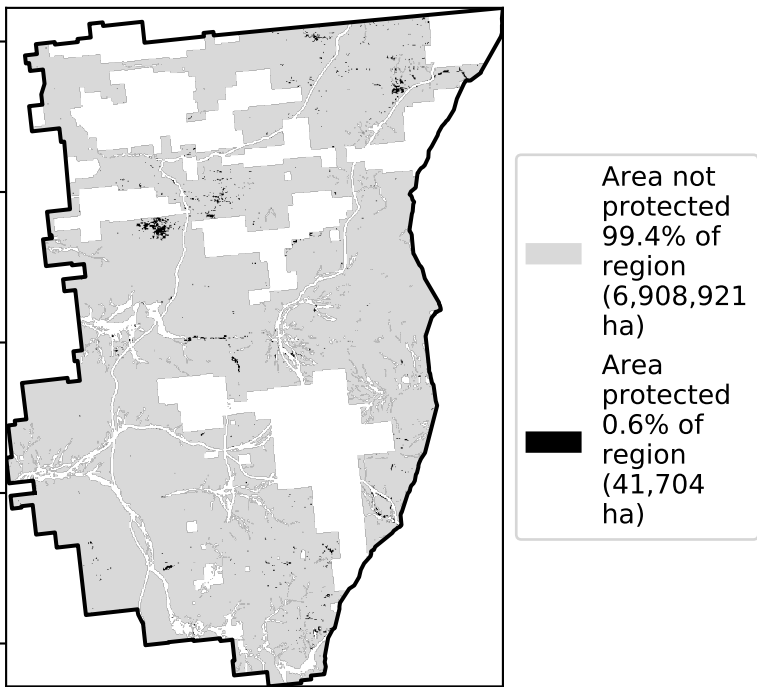 Area not
protected
99.4% of
region
(6,908,921
ha)
Area
protected
0.6% of
region
(41,704
ha)